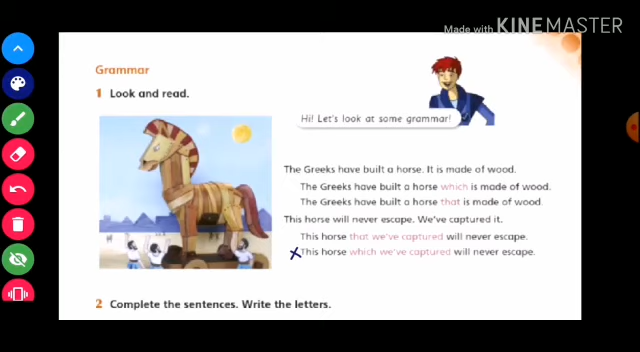 Made with KINEMASTER
Grammar
1 Look and read.
Hi! Let's look at some grammar!
The Greeks have built a horse. It is made of wood.
The Greeks have built a horse which is made of wood.
The Greeks have built a horse that is made of wood.
This horse will never escape. We've captured it.
This horse that we've captured will never escape.
This horse which we've captured will never escape.
2 Complete the sentences. Write the letters.